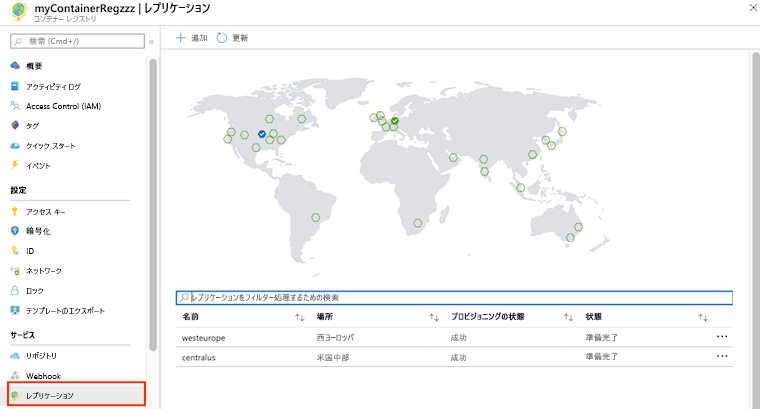 myContainerRegzzz | レプリケーション
コンテナー レジストリ
検索 (Cmd+/)
概要
アクティビティ ログ
Access Control (IAM)
タグ
クイック スタート
イベント
設定
アクセス キー
暗号化
ID
ネットワーク
ロック
テンプレートのエクスポート
サービス
リポジトリ
Webhook
レプリケーション
追加 更新
レプリケーションをフィルター処理するための検索
名前 場所 プロビジョニングの状態 状態
westeurope 西ヨーロッパ 成功 準備完了
centralus 米国中部 成功 準備完了